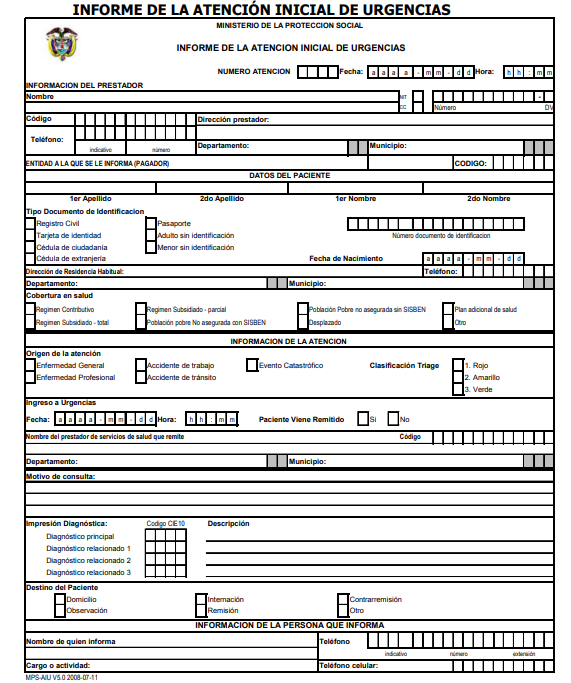 INFORME DE LA ATENCIÓN INICIAL DE URGENCIAS
MINISTERIO DE LA PROTECCION SOCIAL
INFORME DE LA ATENCION INICIAL DE URGENCIAS
NUMERO ATENCION Fecha: a a a a - m m - d d Hora: h h : m m
INFORMACION DEL PRESTADOR
Nombre NIT -
CC Número DV
Código Dirección prestador:
Teléfono:
indicativo número Departamento: Municipio:
ENTIDAD A LA QUE SE LE INFORMA (PAGADOR) CODIGO:
DATOS DEL PACIENTE
1er Apellido 2do Apellido 1er Nombre 2do Nombre
Tipo Documento de Identificacion
Registro Civil Pasaporte
Tarjeta de identidad Adulto sin identificación Número documento de identificacion
Cédula de ciudadanía Menor sin identificación
Cédula de extranjería Fecha de Nacimiento a a a a - m m - d d
Dirección de Residencia Habitual: Teléfono:
Departamento: Municipio:
Cobertura en salud
Regimen Contributivo Regimen Subsidiado - parcial Población Pobre no asegurada sin SISBEN Plan adicional de salud
Regimen Subsidiado - total Población pobre No asegurada con SISBEN Desplazado Otro
INFORMACION DE LA ATENCION
Origen de la atención
Enfermedad General Accidente de trabajo Evento Catastrófico Clasificación Triage 1. Rojo
Enfermedad Profesional Accidente de tránsito 2. Amarillo
3. Verde
Ingreso a Urgencias
Fecha: a a a a - m m - d d Hora: h h : m m Paciente Viene Remitido Si No
Nombre del prestador de servicios de salud que remite Código
Departamento: Municipio:
Motivo de consulta:
Impresión Diagnóstica: Codigo CIE10 Descripción
Diagnóstico principal
Diagnóstico relacionado 1
Diagnóstico relacionado 2
Diagnóstico relacionado 3
Destino del Paciente
Domicilio Internación Contrarremisión
Observación Remisión Otro
INFORMACION DE LA PERSONA QUE INFORMA
Nombre de quien informa Teléfono
indicativo número extensión
Cargo o actividad: Teléfono celular:
MPS-AIU V5.0 2008-07-11